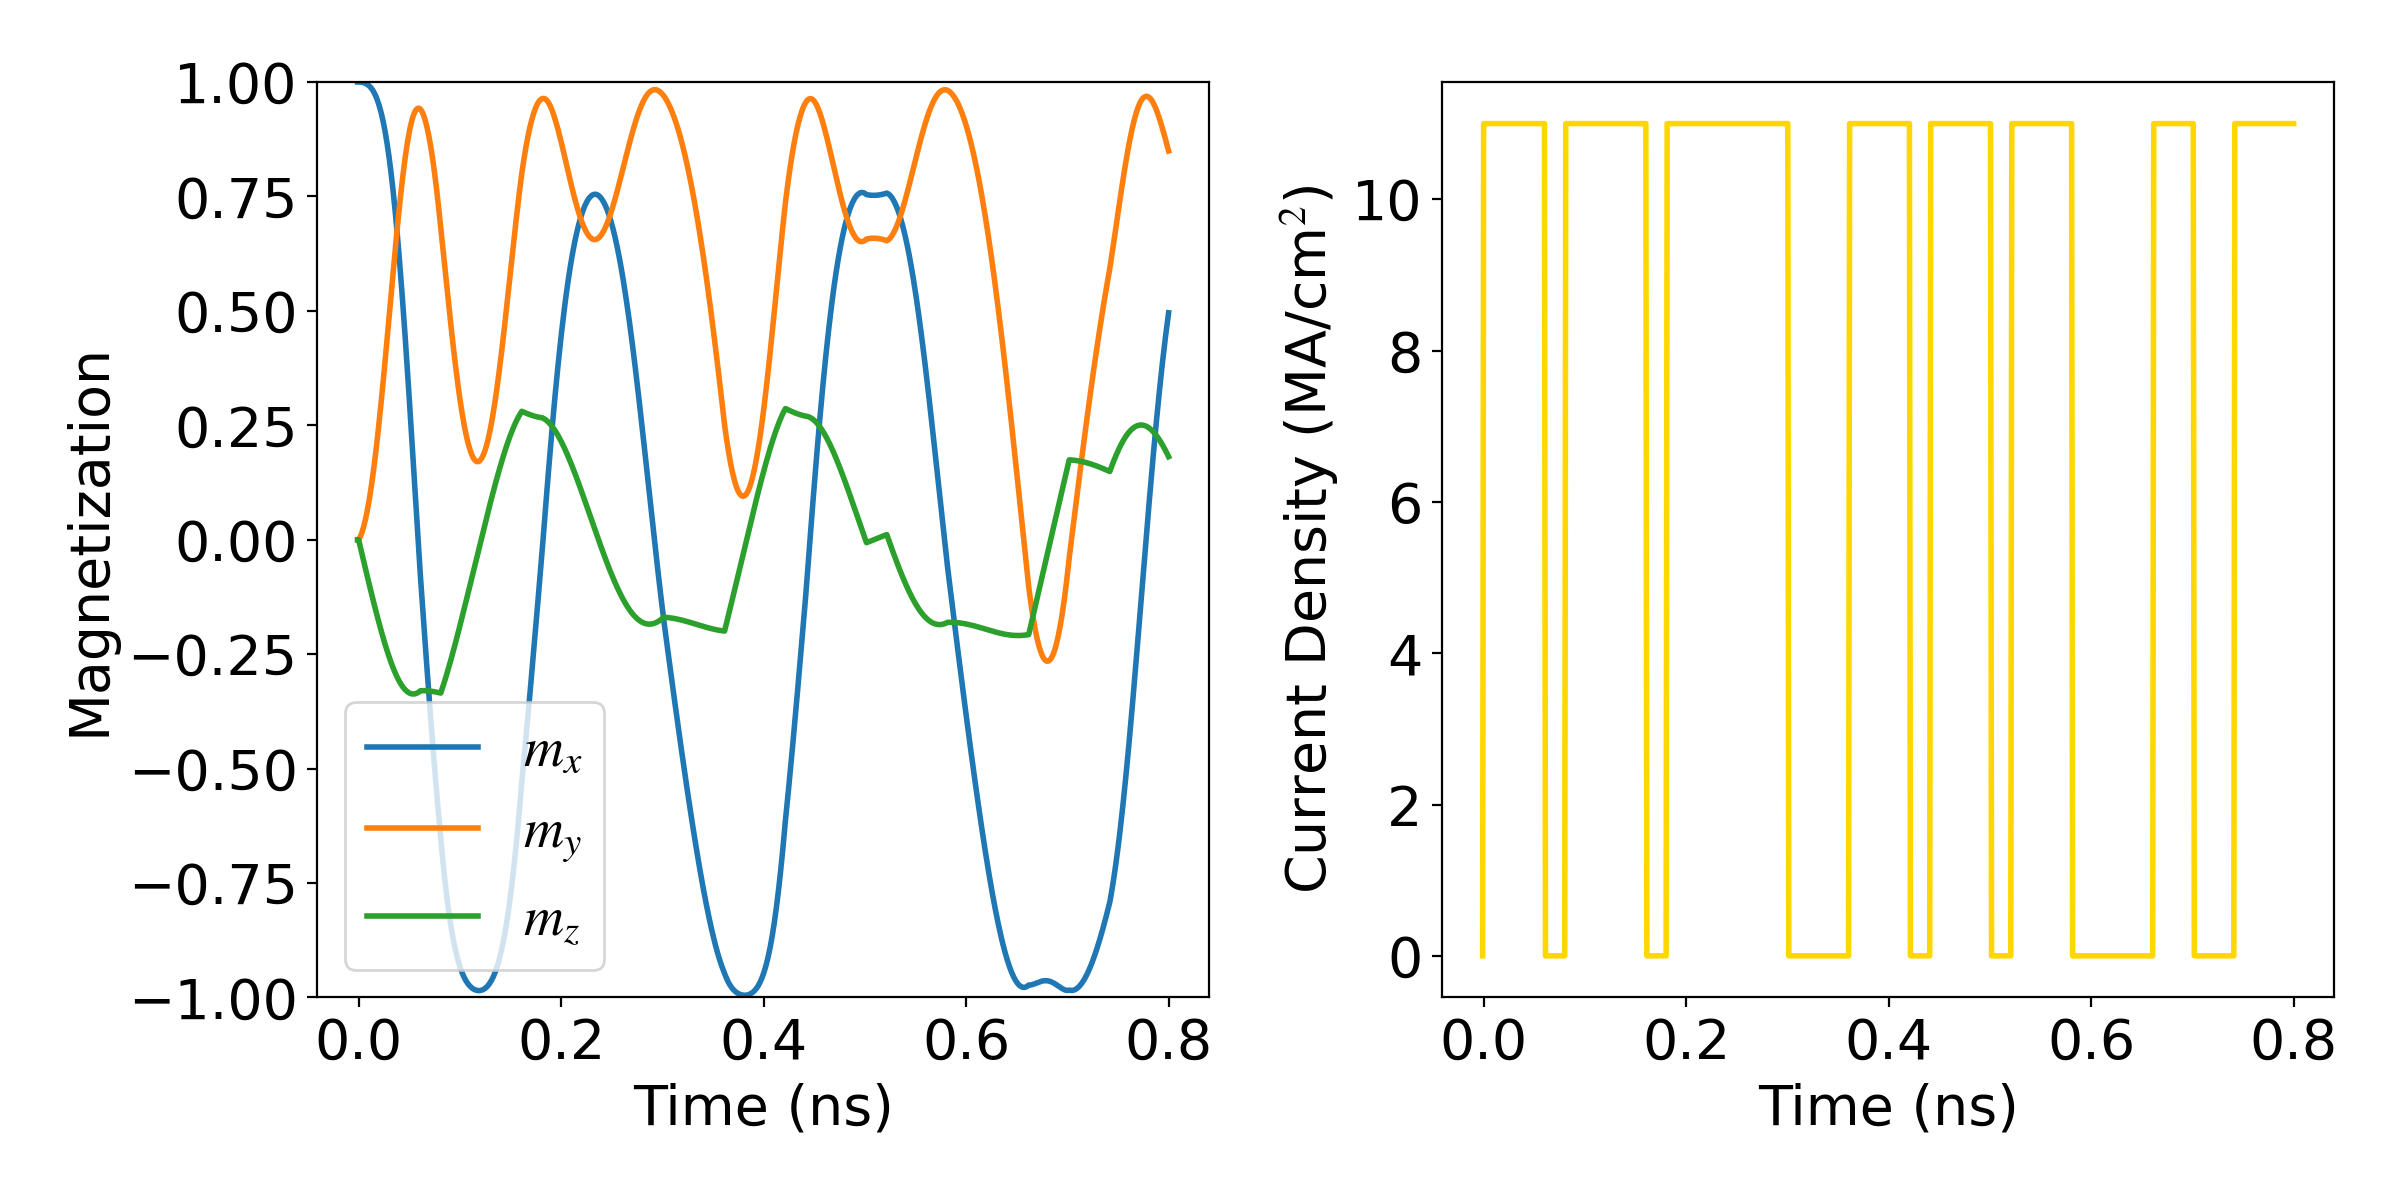 1.00
0.75
0.50
0.25
0.00
−0.25
−0.50
−0.75
−1.00
Magnetization
m_x
m_y
m_z
0.0 0.2 0.4 0.6 0.8
Time (ns)
10
8
6
4
2
0
Current Density (MA/cm²)
0.0 0.2 0.4 0.6 0.8
Time (ns)